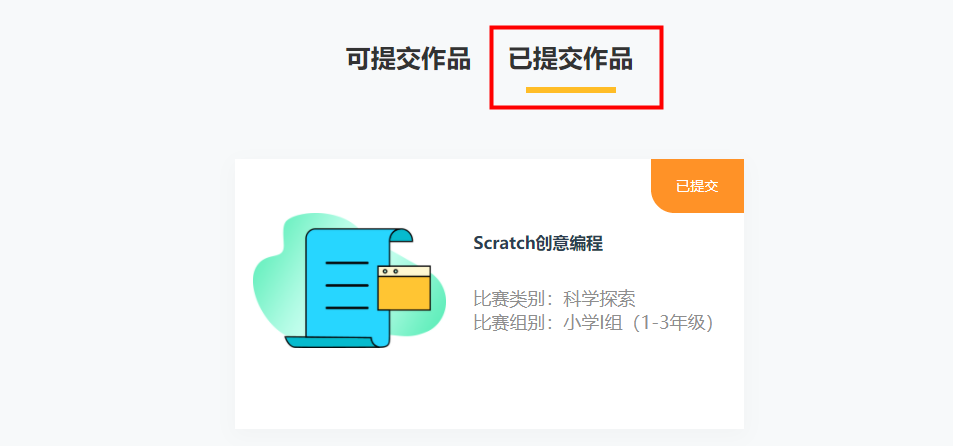 可提交作品 已提交作品
已提交
Scratch创意编程
比赛类别：科学探索
比赛组别：小学I组（1-3年级）